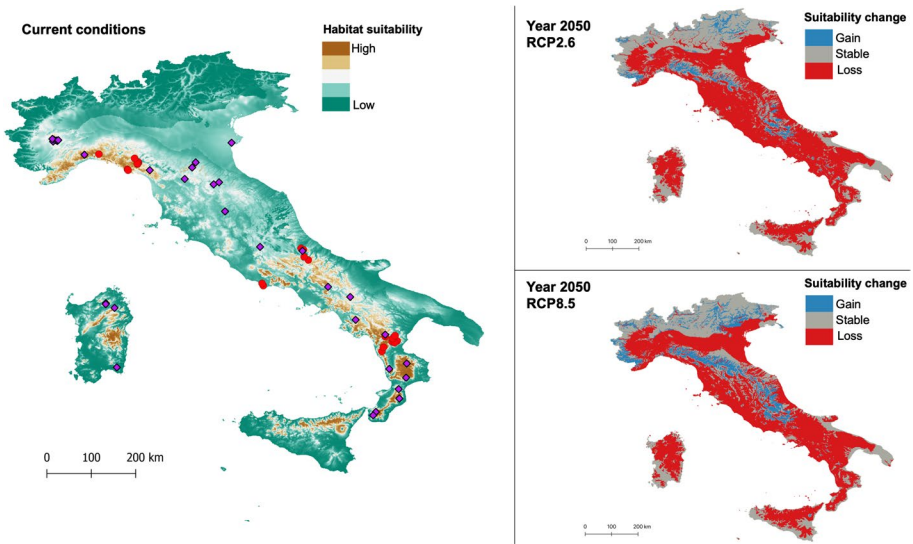 Current conditions
Habitat suitability
High
Low
0 100 200 km
Year 2050
RCP2.6
Suitability change
Gain
Stable
Loss
0 100 200 km
Year 2050
RCP8.5
Suitability change
Gain
Stable
Loss
0 100 200 km